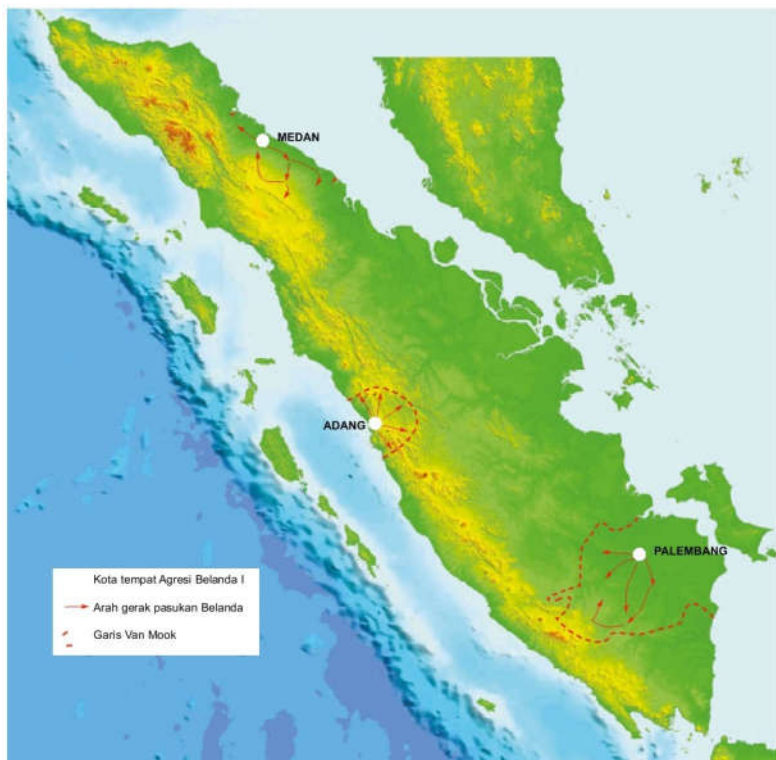 MEDAN
ADANG
PALEMBANG
Kota tempat Agresi Belanda I
Arah gerak pasukan Belanda
Garis Van Mook